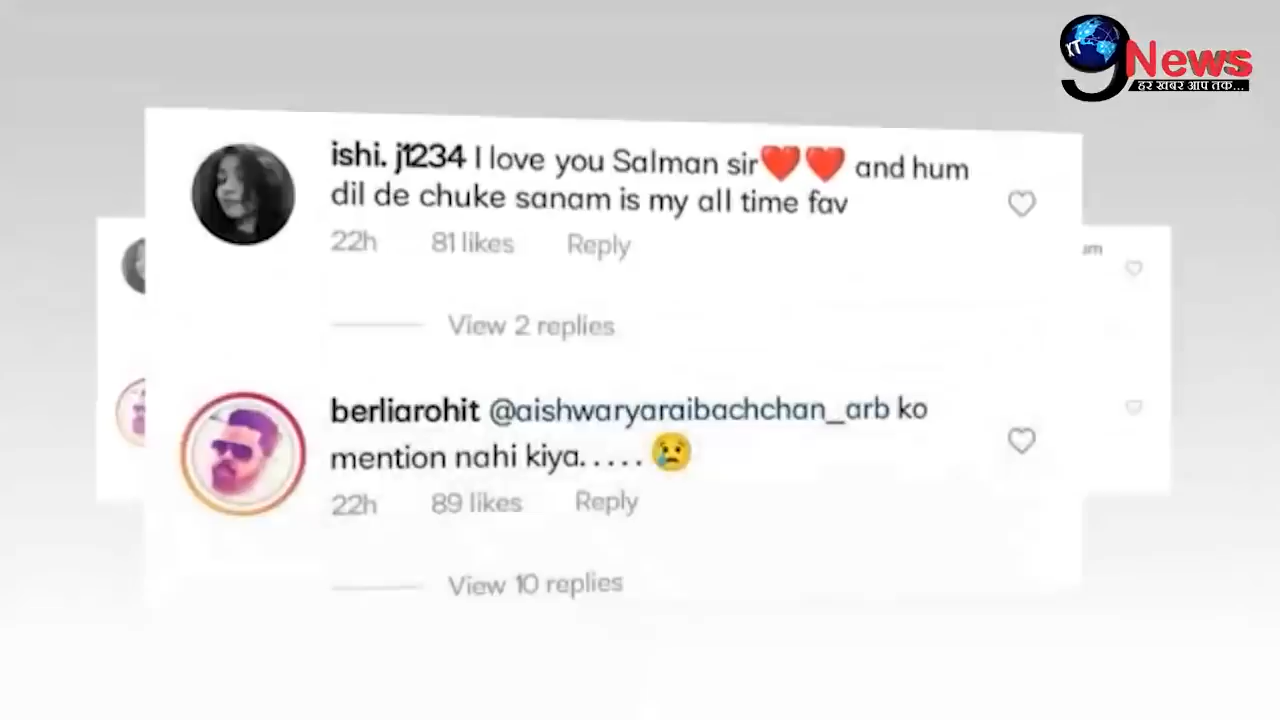 XT
9 News
हर खबर आप तक...
ishi. j1234 I love you Salman sir❤️❤️ and hum
dil de chuke sanam is my all time fav
22h 81 likes Reply
View 2 replies
berliarohit @aishwaryaraibachchan_arb ko
mention nahi kiya..... 😢
22h 89 likes Reply
View 10 replies